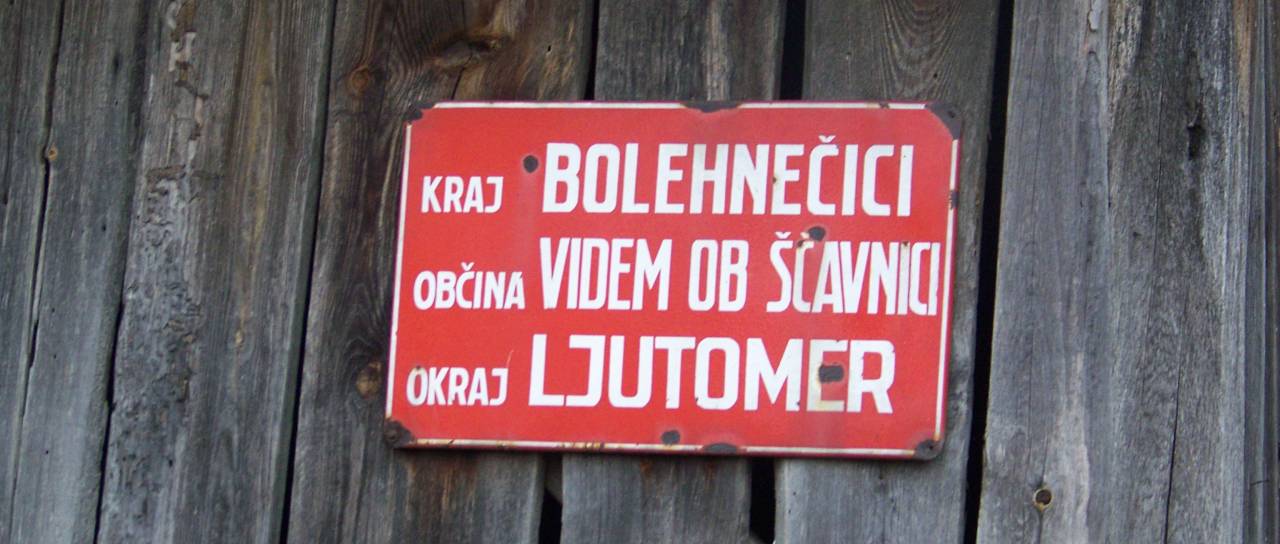 KRAJ BOLEHNEČICI
OBČINA VIDEM OB ŠČAVNICI
OKRAJ LJUTOMER